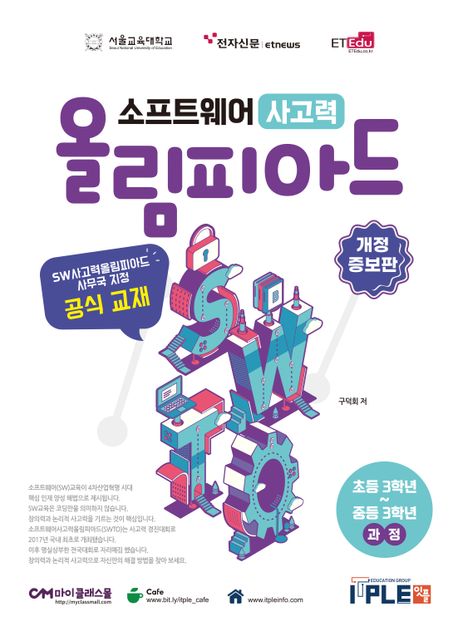 서울교육대학교
Seoul National University of Education
전자신문 | etnews
ETEdu
ETEdu.co.kr
소프트웨어 사고력
올림피아드
개정
증보판
SW사고력올림피아드
사무국 지정
공식 교재
SW
TO
구덕회 저
소프트웨어(SW)교육이 4차산업혁명 시대
핵심 인재 양성 해법으로 제시됩니다.
SW교육은 코딩만을 의미하지 않습니다.
창의력과 논리적 사고력을 기르는 것이 핵심입니다.
소프트웨어사고력올림피아드(SWTO)는 사고력 경진대회로
2017년 국내 최초로 개최됐습니다.
이후 명실상부한 전국대회로 자리매김 했습니다.
창의력과 논리적 사고력으로 자신만의 해결 방법을 찾아 보세요.
초등 3학년
~
중등 3학년
과정
CM 마이클래스몰
http://myclassmall.com
Cafe
www.bit.ly/itple_cafe
www.itpleinfo.com
EDUCATION GROUP
ITPLE 잇플